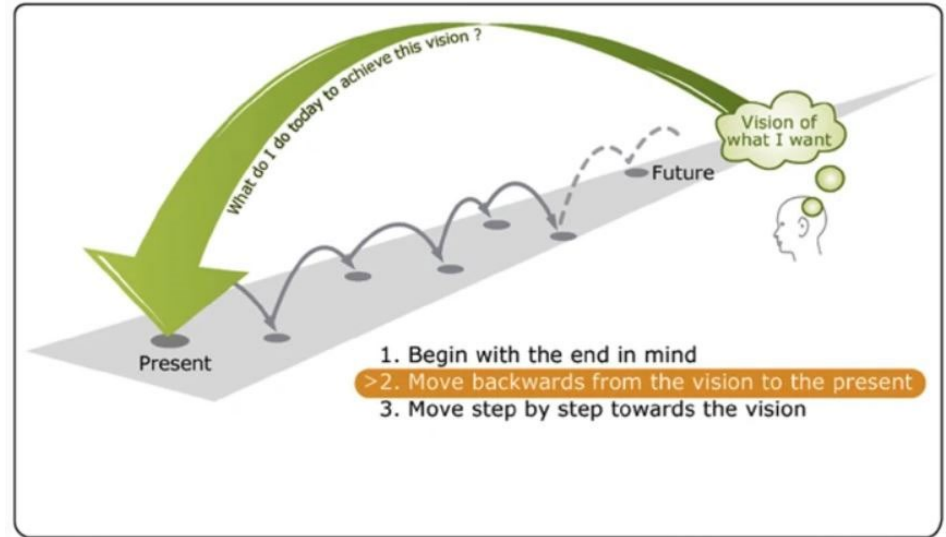 What do I do today to achieve this vision ?
Vision of
what I want
Future
Present
1. Begin with the end in mind
>2. Move backwards from the vision to the present
3. Move step by step towards the vision